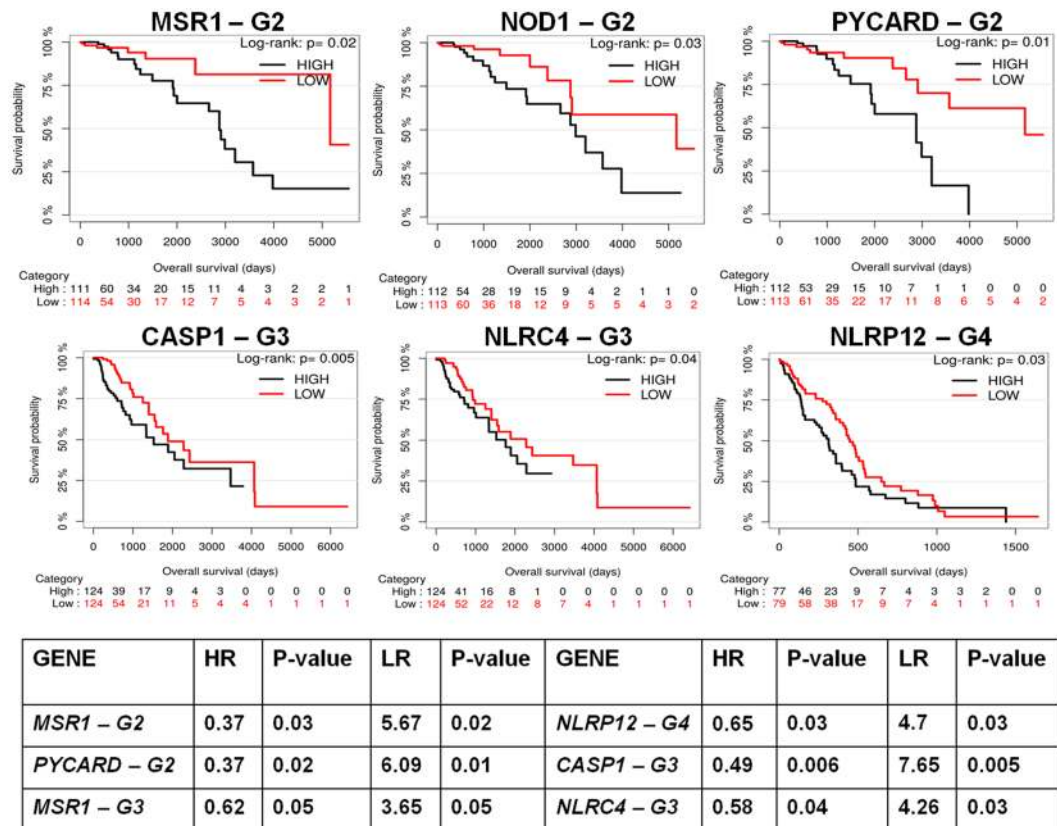 MSR1 – G2
Log-rank: p= 0.02
HIGH
LOW
Survival probability
0 % 25 % 50 % 75 % 100 %
0 1000 2000 3000 4000 5000
Overall survival (days)
Category
High : 111 60 34 20 15 11 4 3 2 2 1
Low : 114 54 30 17 12 7 5 4 3 2 1
NOD1 – G2
Log-rank: p= 0.03
HIGH
LOW
Survival probability
0 % 25 % 50 % 75 % 100 %
0 1000 2000 3000 4000 5000
Overall survival (days)
Category
High : 112 54 28 19 15 9 4 2 1 1 0
Low : 113 60 36 18 12 9 5 5 4 3 2
PYCARD – G2
Log-rank: p= 0.01
HIGH
LOW
Survival probability
0 % 25 % 50 % 75 % 100 %
0 1000 2000 3000 4000 5000
Overall survival (days)
Category
High : 112 53 29 15 10 7 1 1 0 0 0
Low : 113 61 35 22 17 11 8 6 5 4 2
CASP1 – G3
Log-rank: p= 0.005
HIGH
LOW
Survival probability
0 % 25 % 50 % 75 % 100 %
0 1000 2000 3000 4000 5000 6000
Overall survival (days)
Category
High : 124 39 17 9 4 3 0 0 0 0 0
Low : 124 54 21 11 5 4 4 1 1 1 1
NLRC4 – G3
Log-rank: p= 0.04
HIGH
LOW
Survival probability
0 % 25 % 50 % 75 % 100 %
0 1000 2000 3000 4000 5000 6000
Overall survival (days)
Category
High : 124 41 16 8 1 0 0 0 0 0 0
Low : 124 52 22 12 8 7 4 1 1 1 1
NLRP12 – G4
Log-rank: p= 0.03
HIGH
LOW
Survival probability
0 % 25 % 50 % 75 % 100 %
0 500 1000 1500
Overall survival (days)
Category
High : 77 46 23 9 7 4 3 3 2 0 0
Low : 79 58 38 17 9 7 4 1 1 1 1
GENE HR P-value LR P-value GENE HR P-value LR P-value
MSR1 – G2 0.37 0.03 5.67 0.02 NLRP12 – G4 0.65 0.03 4.7 0.03
PYCARD – G2 0.37 0.02 6.09 0.01 CASP1 – G3 0.49 0.006 7.65 0.005
MSR1 – G3 0.62 0.05 3.65 0.05 NLRC4 – G3 0.58 0.04 4.26 0.03